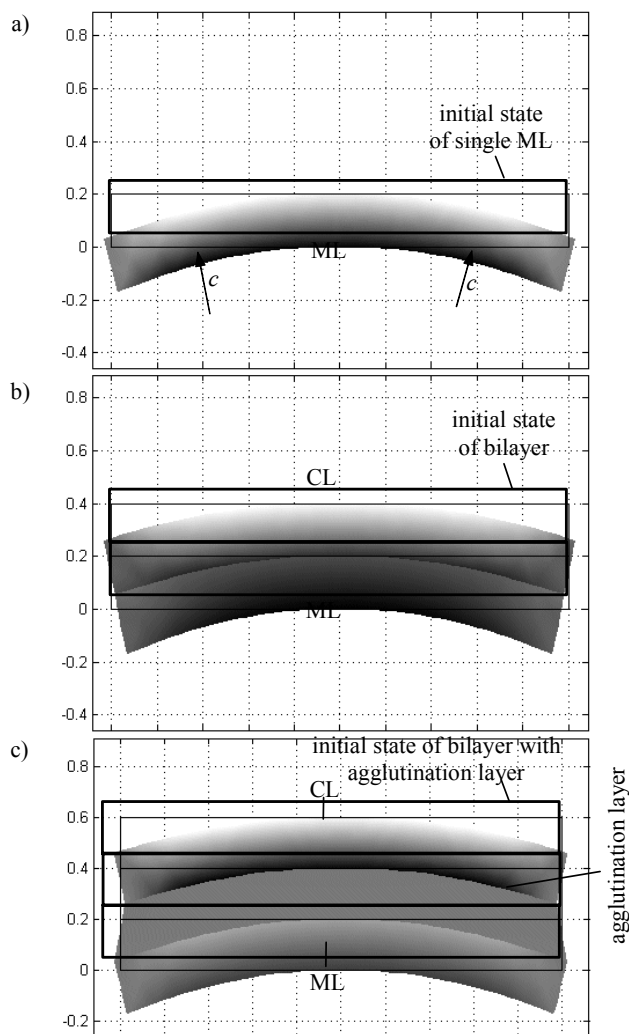 a)
0.8
0.6
0.4
0.2
0
-0.2
-0.4
initial state
of single ML
ML
c
c
b)
0.8
0.6
0.4
0.2
0
-0.2
-0.4
initial state
of bilayer
CL
ML
c)
0.8
0.6
0.4
0.2
0
-0.2
initial state of bilayer with
agglutination layer
CL
ML
agglutination layer